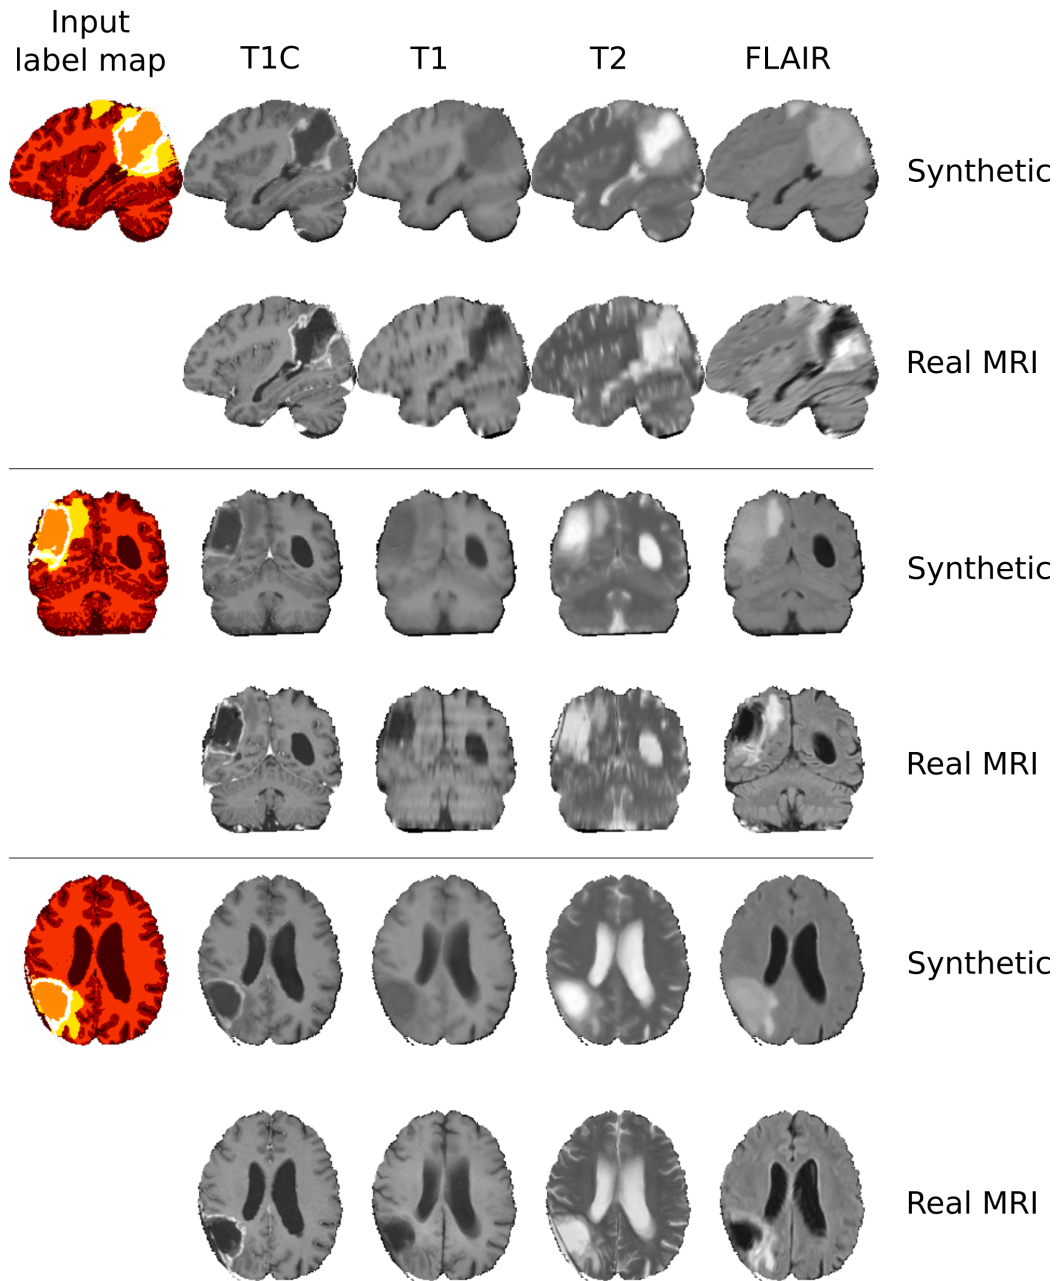 Input
label map
T1C
T1
T2
FLAIR
Synthetic
Real MRI
Synthetic
Real MRI
Synthetic
Real MRI